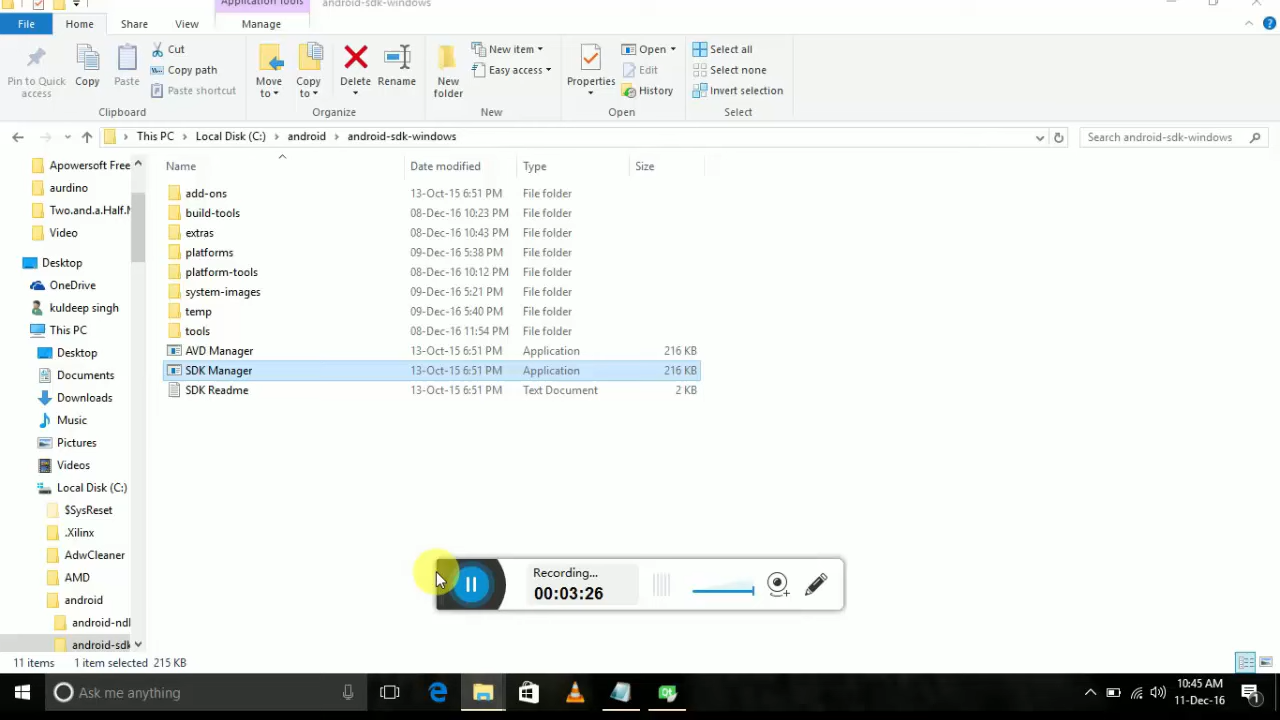 Application Tools
android-sdk-windows
File
Home
Share
View
Manage
Pin to Quick access
Copy
Paste
Cut
Copy path
Paste shortcut
Clipboard
Move to
Copy to
Delete
Rename
Organize
New folder
New item
Easy access
New
Properties
Open
Edit
History
Open
Select all
Select none
Invert selection
Select
This PC > Local Disk (C:) > android > android-sdk-windows
Search android-sdk-windows
Name Date modified Type Size
add-ons 13-Oct-15 6:51 PM File folder
build-tools 08-Dec-16 10:23 PM File folder
extras 08-Dec-16 10:43 PM File folder
platforms 09-Dec-16 5:38 PM File folder
platform-tools 08-Dec-16 10:12 PM File folder
system-images 09-Dec-16 5:21 PM File folder
temp 09-Dec-16 5:40 PM File folder
tools 08-Dec-16 11:54 PM File folder
AVD Manager 13-Oct-15 6:51 PM Application 216 KB
SDK Manager 13-Oct-15 6:51 PM Application 216 KB
SDK Readme 13-Oct-15 6:51 PM Text Document 2 KB
Apowersoft Free
aurdino
Two.and.a.Half.M
Video
Desktop
OneDrive
kuldeep singh
This PC
Desktop
Documents
Downloads
Music
Pictures
Videos
Local Disk (C:)
$SysReset
.Xilinx
AdwCleaner
AMD
android
android-nd
android-sdk
Recording...
00:03:26
11 items 1 item selected 215 KB
Ask me anything
10:45 AM
11-Dec-16
1